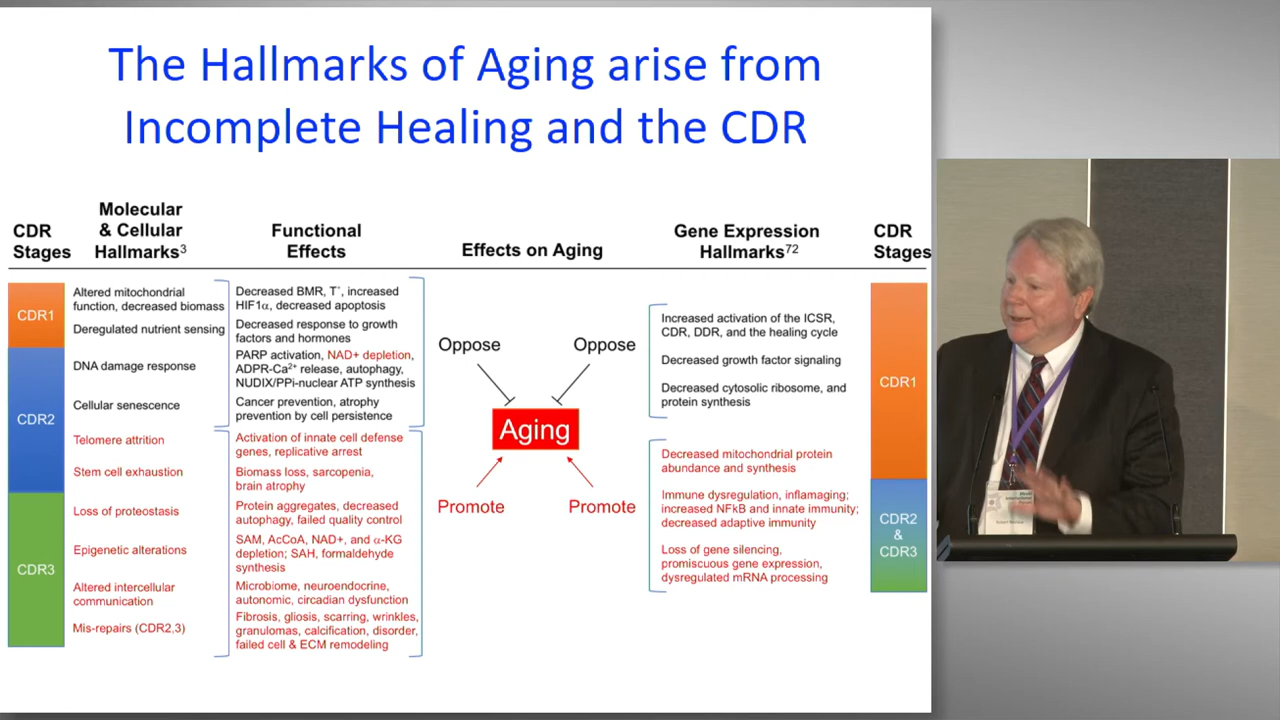 The Hallmarks of Aging arise from
Incomplete Healing and the CDR
CDR
Stages
Molecular
& Cellular
Hallmarks3
Functional
Effects
Effects on Aging
Gene Expression
Hallmarks72
CDR
Stages
CDR1
CDR2
CDR3
Altered mitochondrial
function, decreased biomass
Deregulated nutrient sensing
DNA damage response
Cellular senescence
Telomere attrition
Stem cell exhaustion
Loss of proteostasis
Epigenetic alterations
Altered intercellular
communication
Mis-repairs (CDR2,3)
Decreased BMR, T˚, increased
HIF1α, decreased apoptosis
Decreased response to growth
factors and hormones
PARP activation, NAD+ depletion,
ADPR-Ca2+ release, autophagy,
NUDIX/PPi-nuclear ATP synthesis
Cancer prevention, atrophy
prevention by cell persistence
Activation of innate cell defense
genes, replicative arrest
Biomass loss, sarcopenia,
brain atrophy
Protein aggregates, decreased
autophagy, failed quality control
SAM, AcCoA, NAD+, and α-KG
depletion; SAH, formaldehyde
synthesis
Microbiome, neuroendocrine,
autonomic, circadian dysfunction
Fibrosis, gliosis, scarring, wrinkles,
granulomas, calcification, disorder,
failed cell & ECM remodeling
Oppose
Oppose
Aging
Promote
Promote
Increased activation of the ICSR,
CDR, DDR, and the healing cycle
Decreased growth factor signaling
Decreased cytosolic ribosome, and
protein synthesis
Decreased mitochondrial protein
abundance and synthesis
Immune dysregulation, inflamaging;
increased NFkB and innate immunity;
decreased adaptive immunity
Loss of gene silencing,
promiscuous gene expression,
dysregulated mRNA processing
CDR1
CDR2
&
CDR3